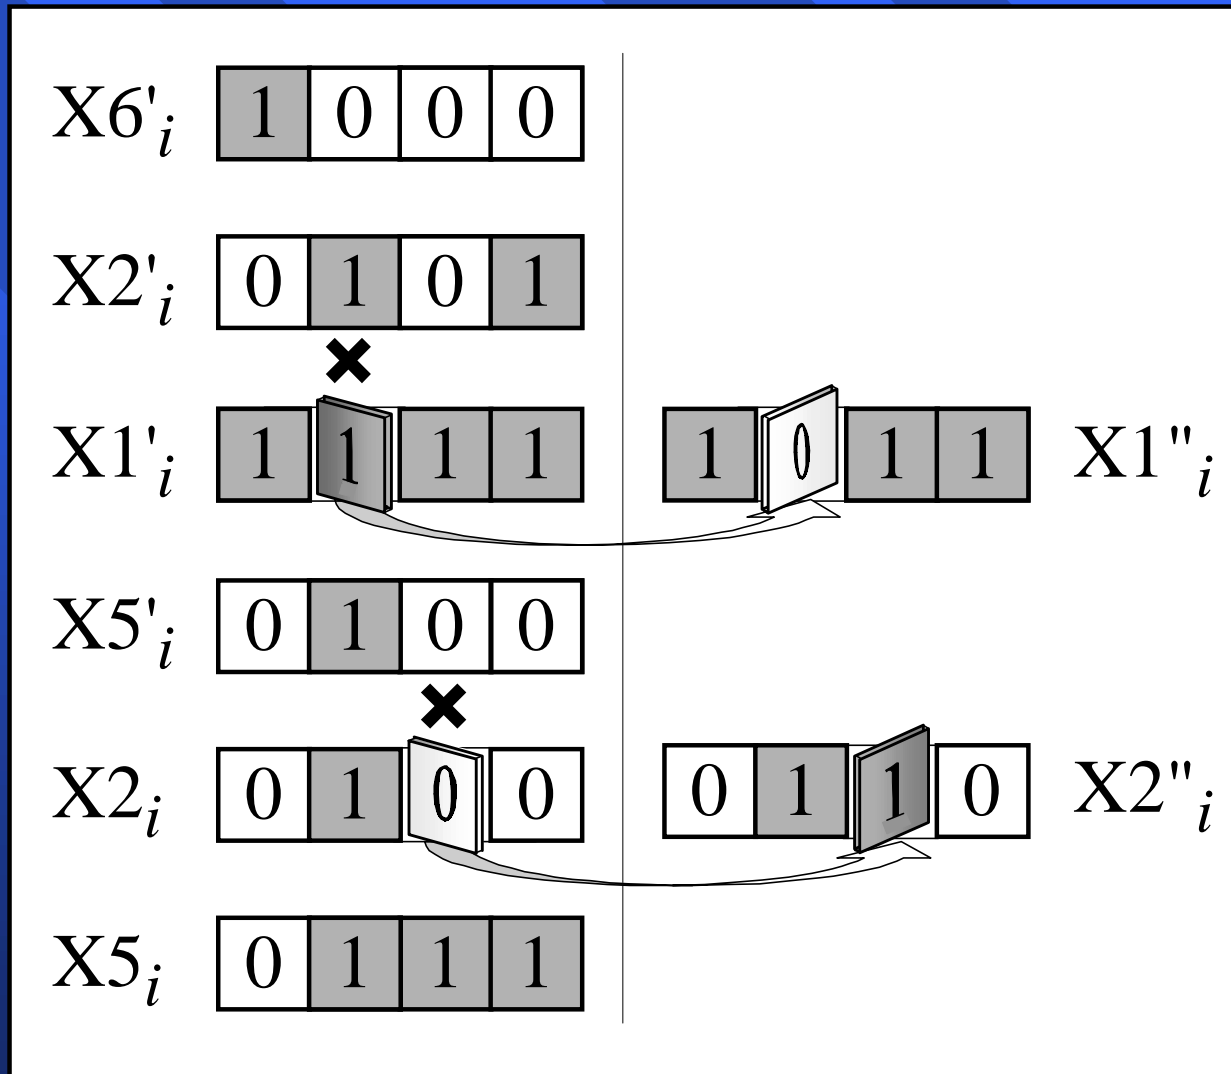 X6'i 1 0 0 0
X2'i 0 1 0 1
X1'i 1 1 1 1 1 0 1 1 X1"i
X5'i 0 1 0 0
X2i 0 1 0 0 0 1 1 0 X2"i
X5i 0 1 1 1